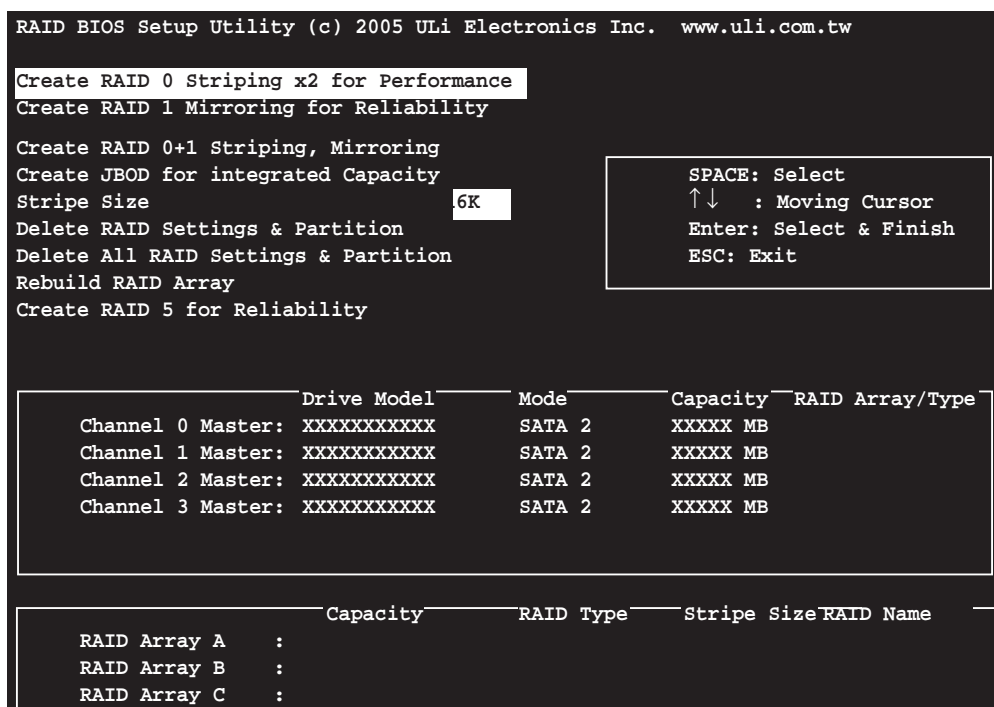 RAID BIOS Setup Utility (c) 2005 ULi Electronics Inc. www.uli.com.tw
Create RAID 0 Striping x2 for Performance
Create RAID 1 Mirroring for Reliability
Create RAID 0+1 Striping, Mirroring
Create JBOD for integrated Capacity
Stripe Size 6K
Delete RAID Settings & Partition
Delete All RAID Settings & Partition
Rebuild RAID Array
Create RAID 5 for Reliability
SPACE: Select
↑↓ : Moving Cursor
Enter: Select & Finish
ESC: Exit
Drive Model Mode Capacity RAID Array/Type
Channel 0 Master: XXXXXXXXXXX SATA 2 XXXXX MB
Channel 1 Master: XXXXXXXXXXX SATA 2 XXXXX MB
Channel 2 Master: XXXXXXXXXXX SATA 2 XXXXX MB
Channel 3 Master: XXXXXXXXXXX SATA 2 XXXXX MB
Capacity RAID Type Stripe Size RAID Name
RAID Array A :
RAID Array B :
RAID Array C :